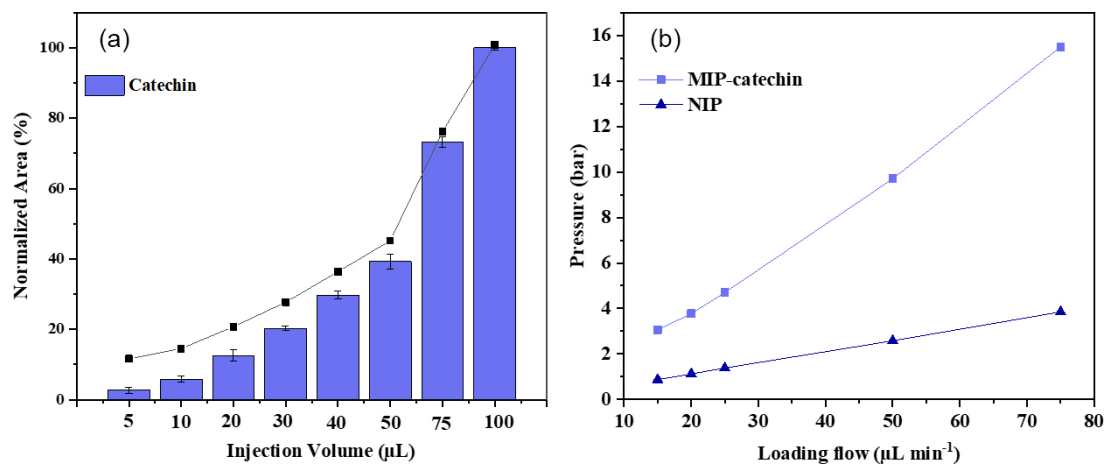 (a)
Catechin
Normalized Area (%)
100
80
60
40
20
0
5 10 20 30 40 50 75 100
Injection Volume (µL)
(b)
MIP-catechin
NIP
Pressure (bar)
16
14
12
10
8
6
4
2
0
10 20 30 40 50 60 70 80
Loading flow (µL min⁻¹)